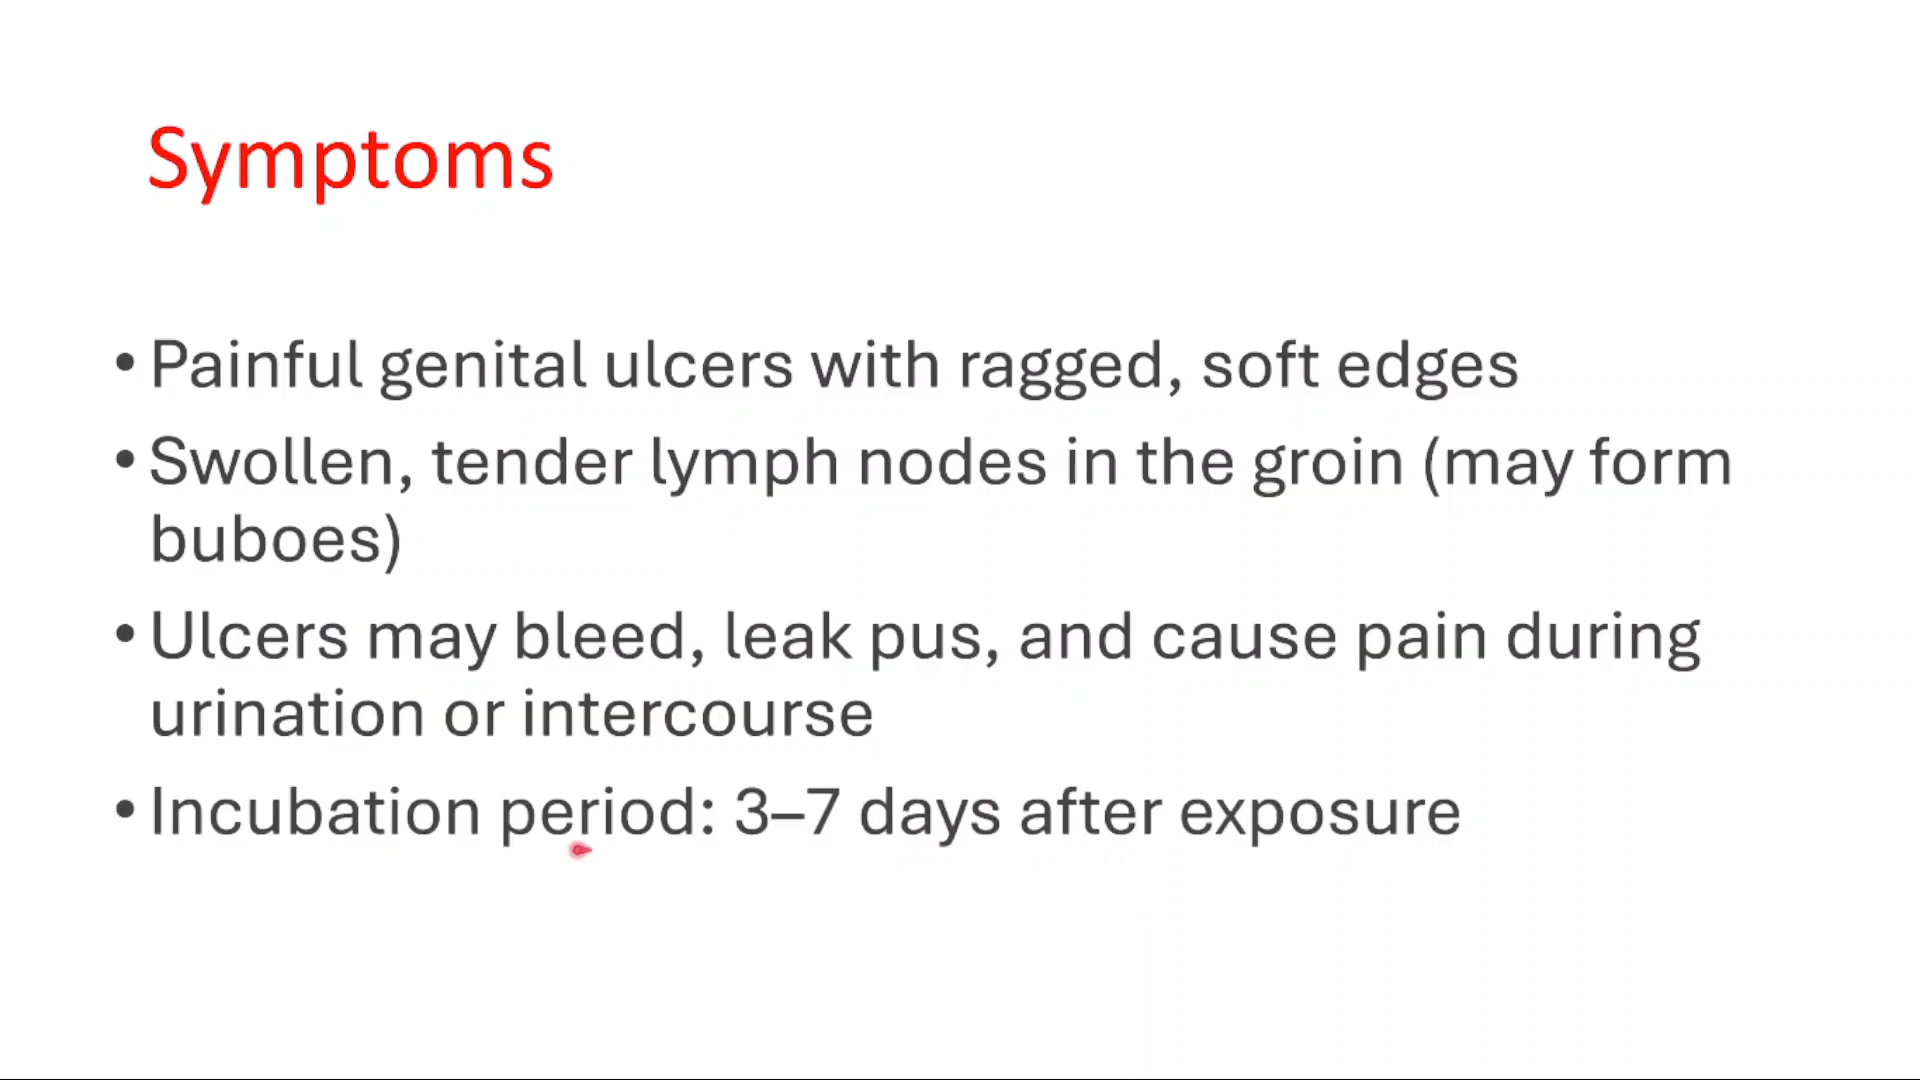 Symptoms
• Painful genital ulcers with ragged, soft edges
• Swollen, tender lymph nodes in the groin (may form
buboes)
• Ulcers may bleed, leak pus, and cause pain during
urination or intercourse
• Incubation period: 3–7 days after exposure